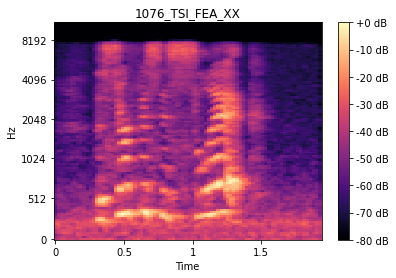 1076_TSI_FEA_XX
Hz
8192
4096
2048
1024
512
0
0
0.5
1
1.5
Time
+0 dB
-10 dB
-20 dB
-30 dB
-40 dB
-50 dB
-60 dB
-70 dB
-80 dB